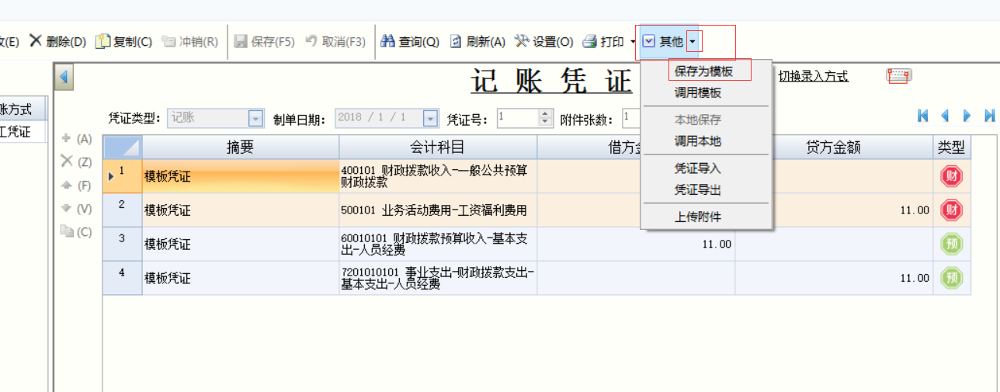 攻(E) 删除(D) 复制(C) 冲销(R) 保存(F5) 取消(F3) 查询(Q) 刷新(A) 设置(O) 打印 其他
保存为模板
调用模板
本地保存
调用本地
凭证导入
凭证导出
上传附件
记 账 凭 证
切换录入方式
账方式
工凭证
凭证类型: 记账 制单日期: 2018 / 1 / 1 凭证号: 1 附件张数: 1
(A)
(Z)
(F)
(V)
(C)
摘要 会计科目 借方金 贷方金额 类型
1 模板凭证 400101 财政拨款收入-一般公共预算
财政拨款 财
2 模板凭证 500101 业务活动费用-工资福利费用 11.00 财
3 模板凭证 60010101 财政拨款预算收入-基本支
出-人员经费 11.00 预
4 模板凭证 7201010101 事业支出-财政拨款支出-
基本支出-人员经费 11.00 预